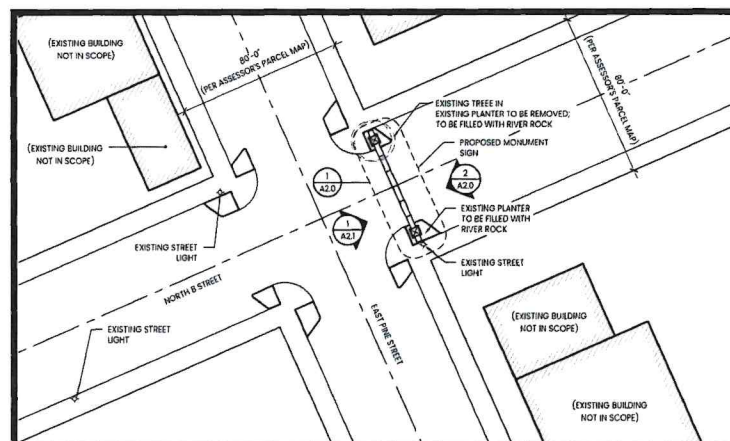 (EXISTING BUILDING
NOT IN SCOPE)
80'-0"
(PER ASSESSOR'S PARCEL MAP)
(EXISTING BUILDING
NOT IN SCOPE)
EXISTING TREEE IN
EXISTING PLANTER TO BE REMOVED;
TO BE FILLED WITH RIVER ROCK
80'-0"
(PER ASSESSOR'S PARCEL MAP)
PROPOSED MONUMENT
SIGN
1
A2.0
2
A2.0
1
A2.1
EXISTING PLANTER
TO BE FILLED WITH
RIVER ROCK
EXISTING STREET
LIGHT
EXISTING STREET
LIGHT
NORTH B STREET
EAST PINE STREET
EXISTING STREET
LIGHT
(EXISTING BUILDING
NOT IN SCOPE)
(EXISTING BUILDING
NOT IN SCOPE)